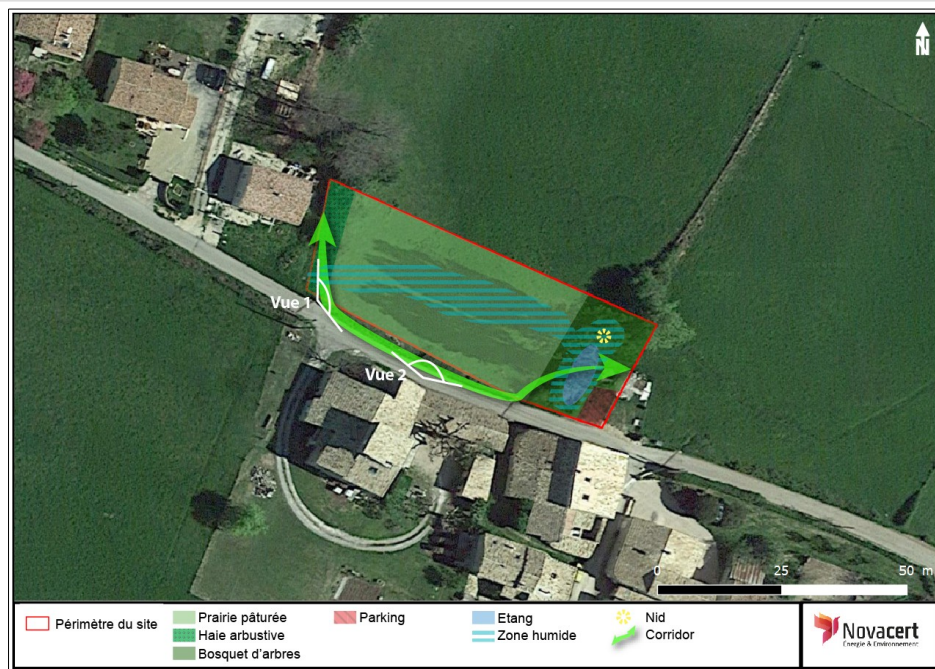 N
Vue 1
Vue 2
0 25 50 m
Périmètre du site
Prairie pâturée
Haie arbustive
Bosquet d'arbres
Parking
Etang
Zone humide
Nid
Corridor
Novacert
Energie & Environnement